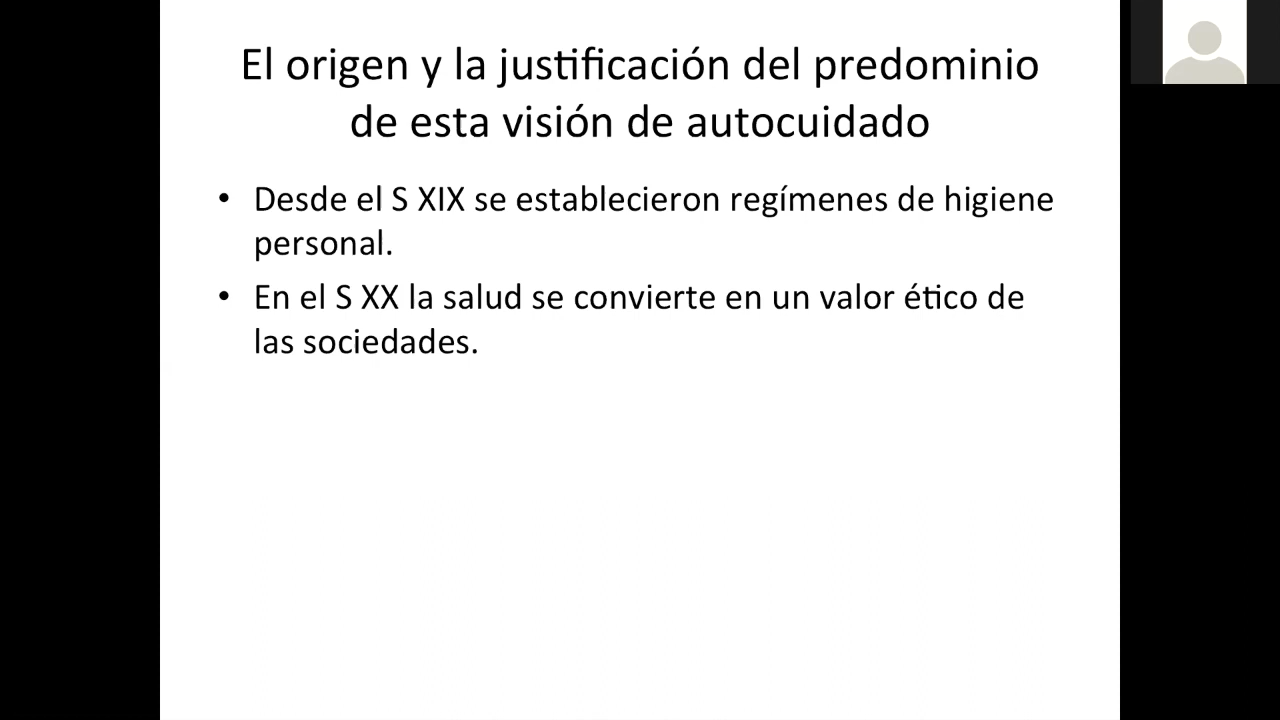 El origen y la justificación del predominio
de esta visión de autocuidado
• Desde el S XIX se establecieron regímenes de higiene
personal.
• En el S XX la salud se convierte en un valor ético de
las sociedades.